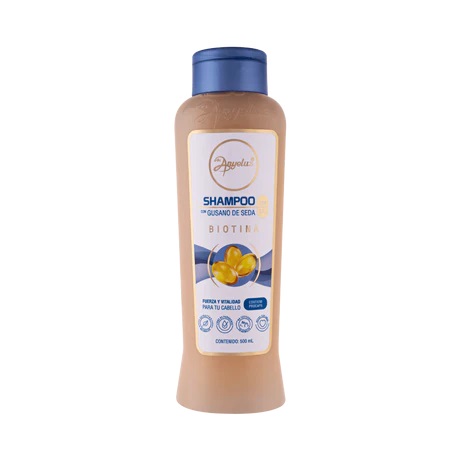 Anyeluz
SHAMPOO
CON GUSANO DE SEDA
BIOTINA
FUERZA Y VITALIDAD
PARA TU CABELLO
CONTENIDO: 500 mL